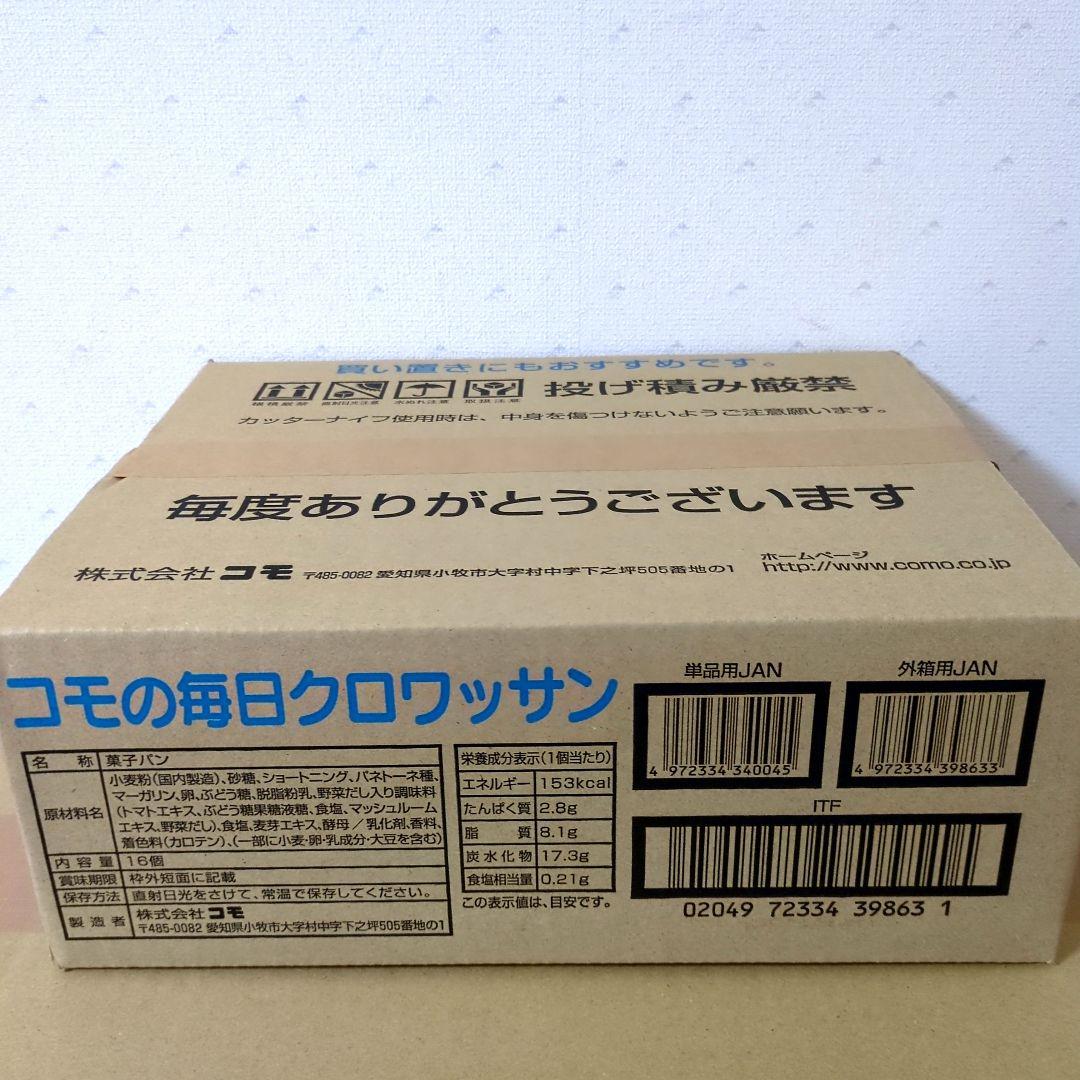 買い置きにもおすすめです。
横積厳禁 直射日光注意 水ぬれ注意 取扱注意 投げ積み厳禁
カッターナイフ使用時は、中身を傷つけないようご注意願います。
毎度ありがとうございます
株式会社 コモ 〒485-0082 愛知県小牧市大字村中字下之坪505番地の1
ホームページ
http://www.como.co.jp
コモの毎日クロワッサン
名称 菓子パン
原材料名
小麦粉(国内製造)、砂糖、ショートニング、パネトーネ種、
マーガリン、卵、ぶどう糖、脱脂粉乳、野菜だし入り調味料
(トマトエキス、ぶどう糖果糖液糖、食塩、マッシュルーム
エキス、野菜だし)、食塩、麦芽エキス、酵母/乳化剤、香料、
着色料(カロテン)、(一部に小麦・卵・乳成分・大豆を含む)
内容量 16個
賞味期限 枠外短面に記載
保存方法 直射日光をさけて、常温で保存してください。
製造者 株式会社 コモ
〒485-0082 愛知県小牧市大字村中字下之坪505番地の1
栄養成分表示(1個当たり)
エネルギー 153kcal
たんぱく質 2.8g
脂質 8.1g
炭水化物 17.3g
食塩相当量 0.21g
この表示値は、目安です。
単品用JAN
4 972334 340045
外箱用JAN
4 972334 398633
ITF
02049 72334 39863 1